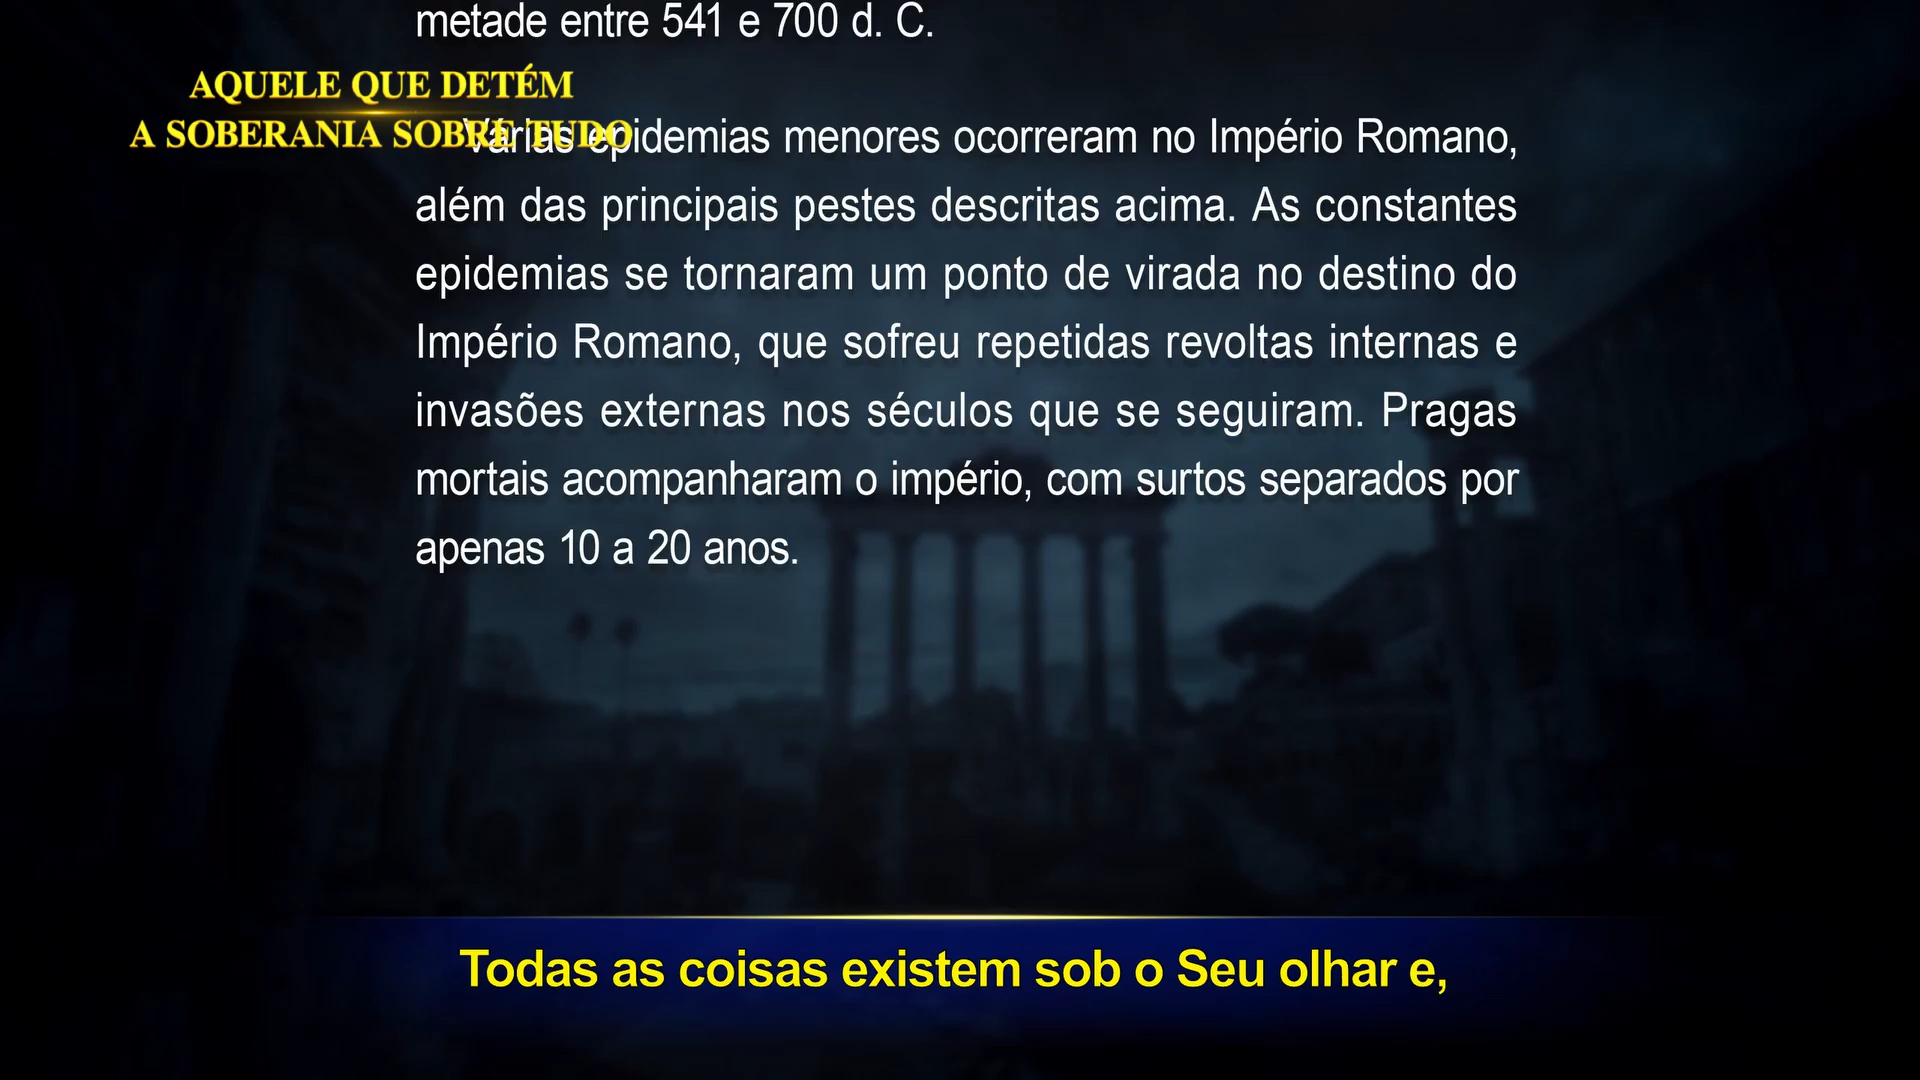 metade entre 541 e 700 d. C.
AQUELE QUE DETÉM
A SOBERANIA SOBRE TUDO
Várias epidemias menores ocorreram no Império Romano,
além das principais pestes descritas acima. As constantes
epidemias se tornaram um ponto de virada no destino do
Império Romano, que sofreu repetidas revoltas internas e
invasões externas nos séculos que se seguiram. Pragas
mortais acompanharam o império, com surtos separados por
apenas 10 a 20 anos.
Todas as coisas existem sob o Seu olhar e,